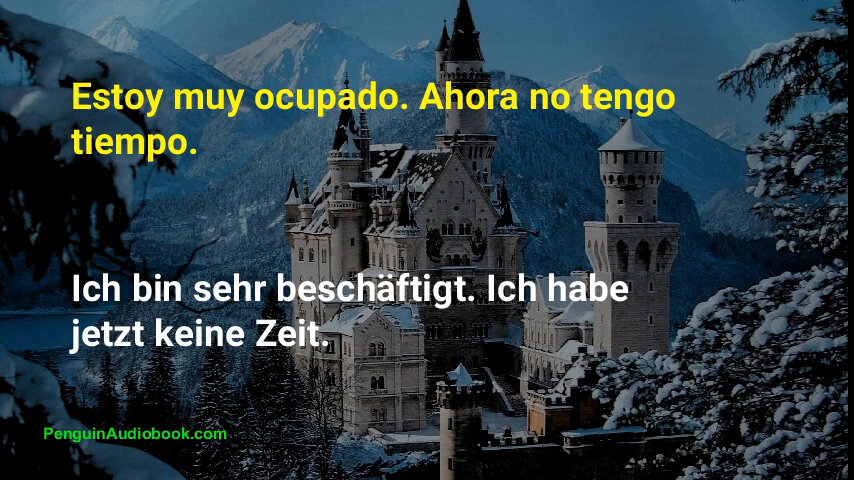 Estoy muy ocupado. Ahora no tengo
tiempo.
Ich bin sehr beschäftigt. Ich habe
jetzt keine Zeit.
PenguinAudiobook.com